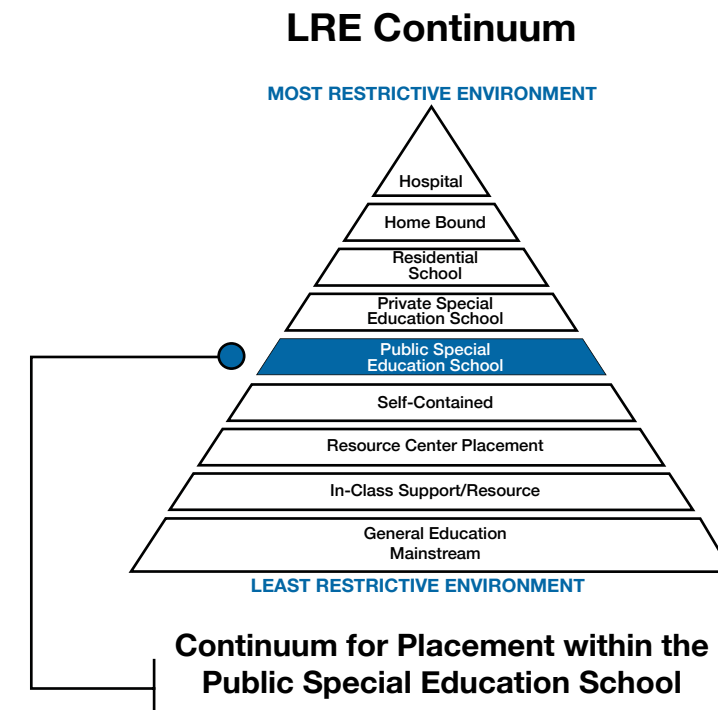 LRE Continuum
MOST RESTRICTIVE ENVIRONMENT
Hospital
Home Bound
Residential
School
Private Special
Education School
Public Special
Education School
Self-Contained
Resource Center Placement
In-Class Support/Resource
General Education
Mainstream
LEAST RESTRICTIVE ENVIRONMENT
Continuum for Placement within the
Public Special Education School